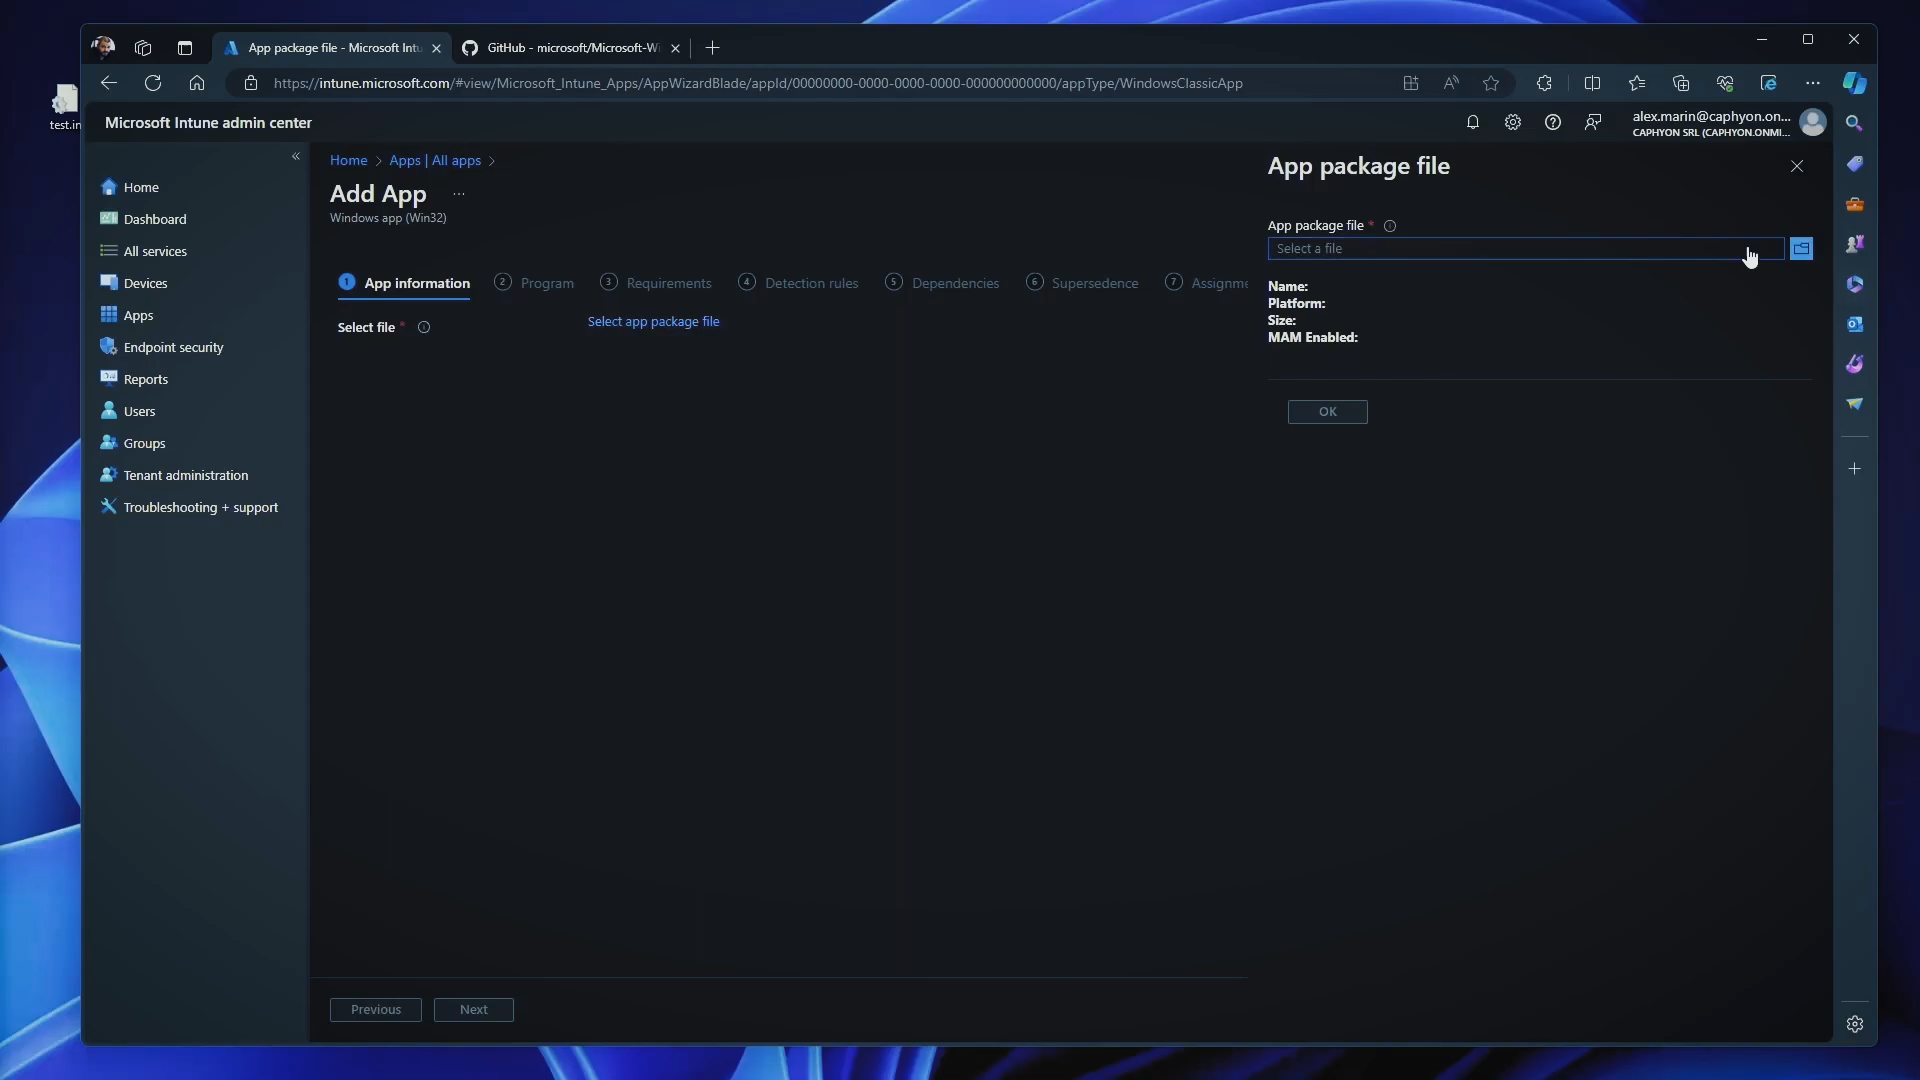 test.in
App package file - Microsoft Intu
GitHub - microsoft/Microsoft-Wi
https://intune.microsoft.com/#view/Microsoft_Intune_Apps/AppWizardBlade/appId/00000000-0000-0000-0000-000000000000/appType/WindowsClassicApp
Microsoft Intune admin center
alex.marin@caphyon.on...
CAPHYON SRL (CAPHYON.ONMI...
Home
Dashboard
All services
Devices
Apps
Endpoint security
Reports
Users
Groups
Tenant administration
Troubleshooting + support
Home > Apps | All apps >
Add App ...
Windows app (Win32)
1 App information
2 Program
3 Requirements
4 Detection rules
5 Dependencies
6 Supersedence
7 Assignme
Select file *
Select app package file
Previous
Next
App package file
App package file *
Select a file
Name:
Platform:
Size:
MAM Enabled:
OK